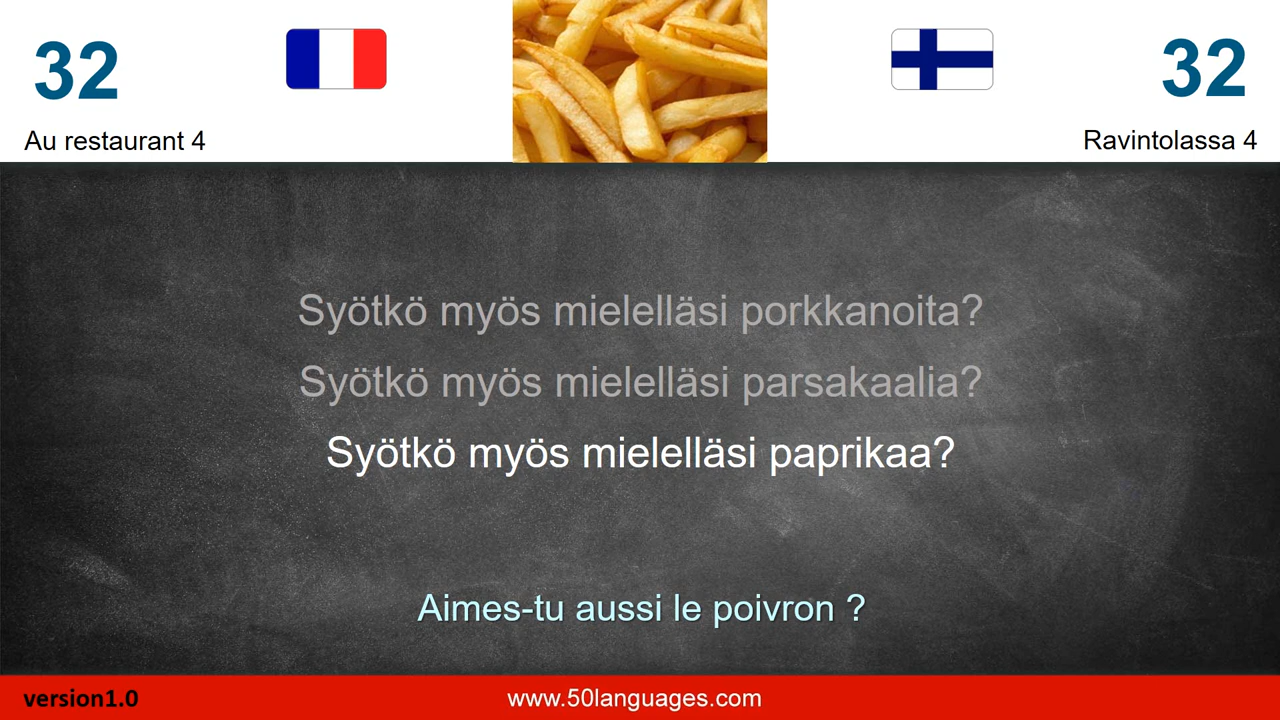 32
32
Au restaurant 4
Ravintolassa 4
Syötkö myös mielelläsi porkkanoita?
Syötkö myös mielelläsi parsakaalia?
Syötkö myös mielelläsi paprikaa?
Aimes-tu aussi le poivron ?
version1.0
www.50languages.com